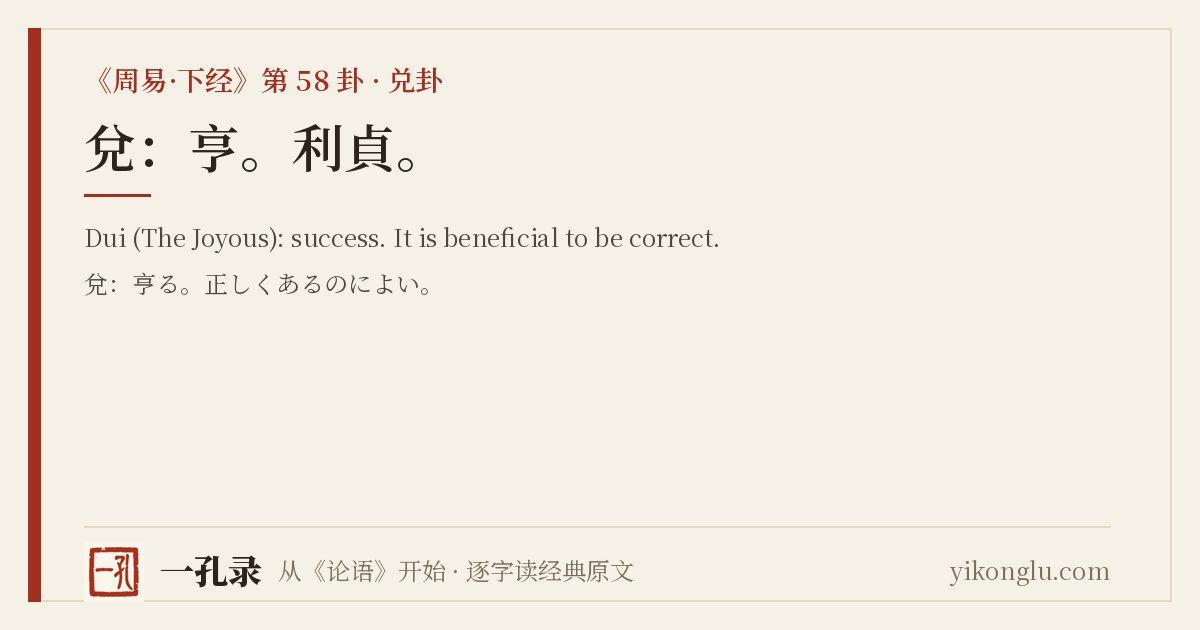 《周易·下经》第 58 卦 · 兑卦
兌：亨。利貞。
Dui (The Joyous): success. It is beneficial to be correct.
兌：亨る。正しくあるのによい。
一孔
一孔录 从《论语》开始 · 逐字读经典原文 yikonglu.com